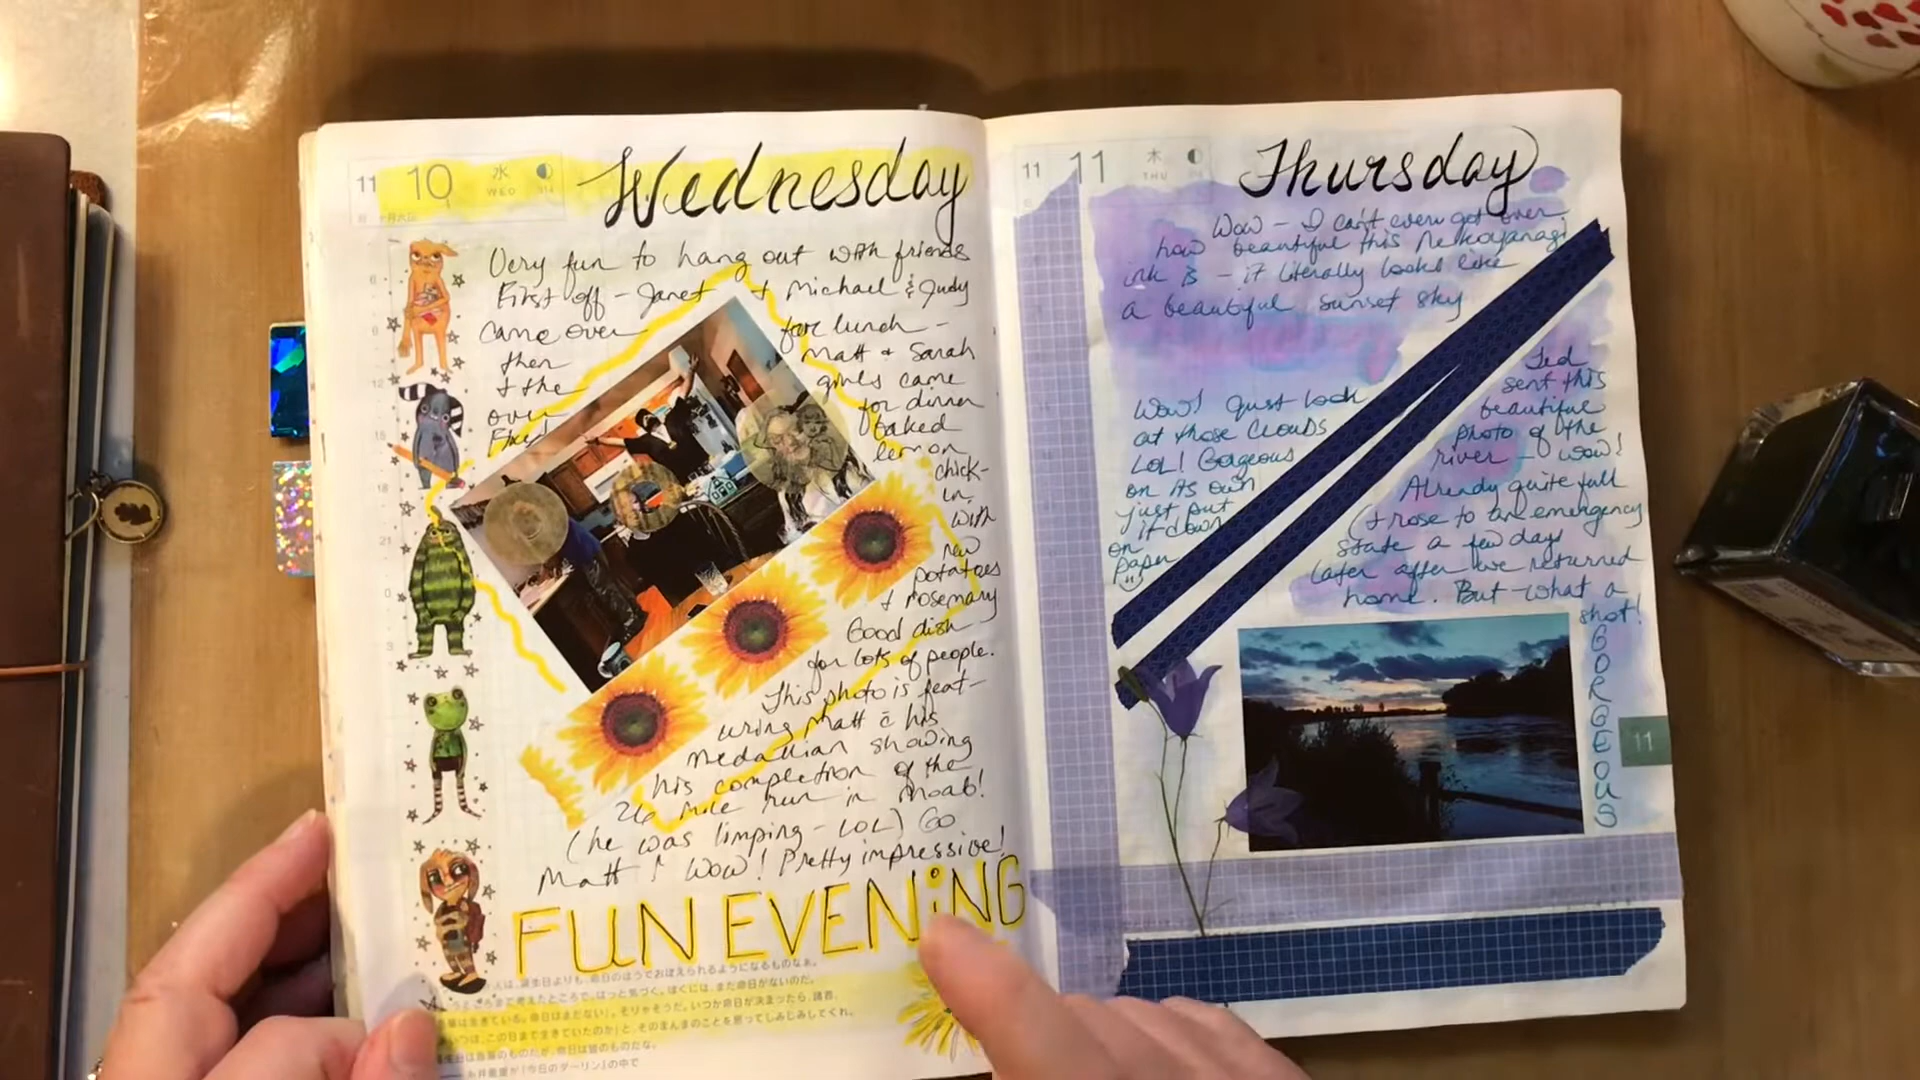 11 10 水 WED
Wednesday
Very fun to hang out with friends
First off - Janet + Michael & Judy
came over for lunch -
then Matt + Sarah
+ the girls came
over for dinner
Fixed baked
lemon
chick-
in
with
new
potatoes
+ rosemary
Good dish
for lots of people.
This photo is feat-
uring Matt c̄ his
medallian showing
his completion of the
26 mile run in Moab!
(he was limping - LOL) Go
Matt! Wow! Pretty impressive!
FUN EVENiNG
11 11 木 THU
Thursday
Wow - I can't even get over
how beautiful this Nekoyanagi
ink is - it literally looks like
a beautiful sunset sky
Wow! Just look
at those clouds
LOL! Gorgeous
on its own
just put
it down
on
paper
Ted
sent this
beautiful
photo of the
river - wow!
Already quite full
(+ rose to an emergency
state a few days
later after we returned
home. But - what a
shot!
GORGEOUS
11